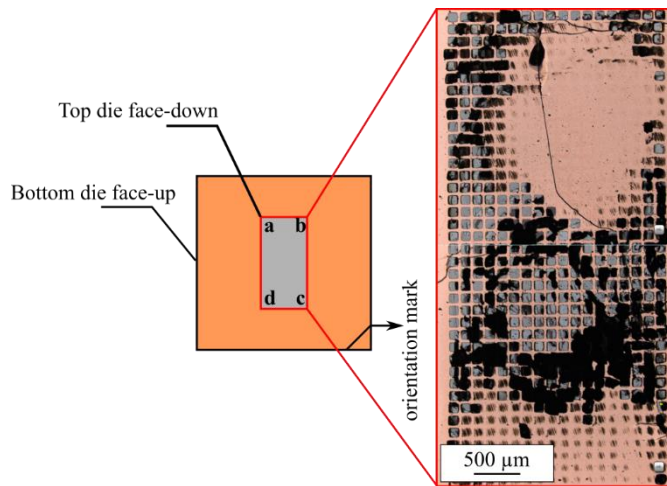 Top die face-down
Bottom die face-up
a b
d c
orientation mark
500 µm